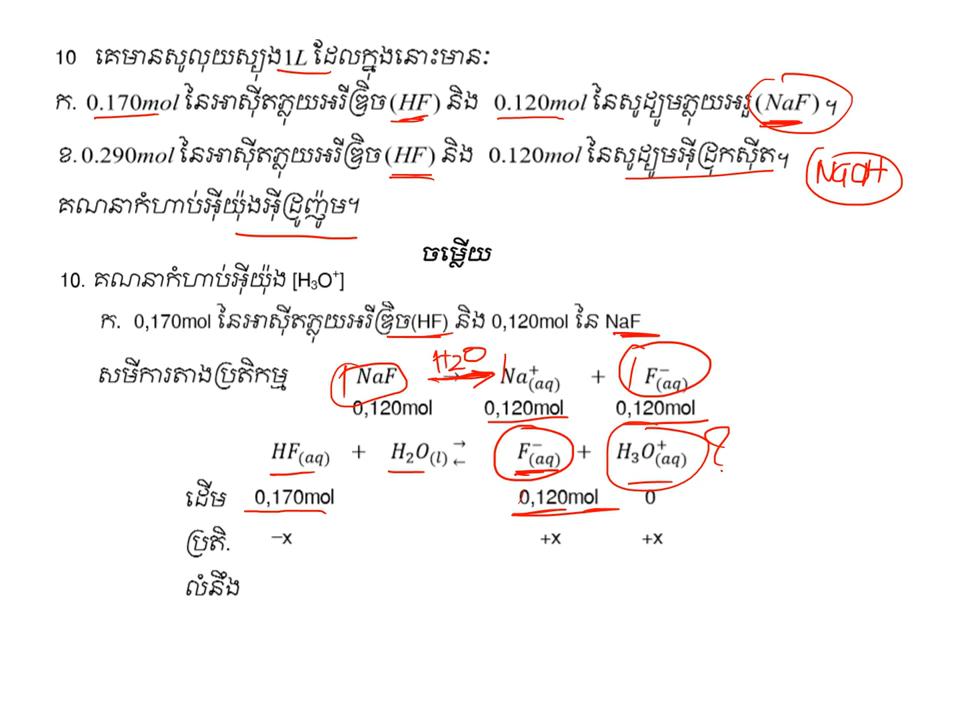 10 គេមានសូលុយស្យុង1L ដែលក្នុងនោះមាន:
ក. 0.170mol នៃអាស៊ីតភ្លុយអរីឌ្រិច(HF) និង 0.120mol នៃសូដ្យូមភ្លុយអរួ(NaF) ។
ខ. 0.290mol នៃអាស៊ីតភ្លុយអរីឌ្រិច(HF) និង 0.120mol នៃសូដ្យូមអ៊ីដ្រុកស៊ីត។ NaOH
គណនាកំហាប់អ៊ីយ៉ុងអ៊ីដ្រូញ៉ូម។
ចម្លើយ
10. គណនាកំហាប់អ៊ីយ៉ុង [H₃O⁺]
ក. 0,170mol នៃអាស៊ីតភ្លុយអរីឌ្រិច(HF) និង 0,120mol នៃ NaF
H2O
សមីការតាងប្រតិកម្ម 1 NaF → 1 Na⁺(aq) + 1 F⁻(aq)
0,120mol 0,120mol 0,120mol
HF(aq) + H₂O(l) ⇄ F⁻(aq) + H₃O⁺(aq) ?
ដើម 0,170mol 0,120mol 0
ប្រតិ. −x +x +x
លំនឹង